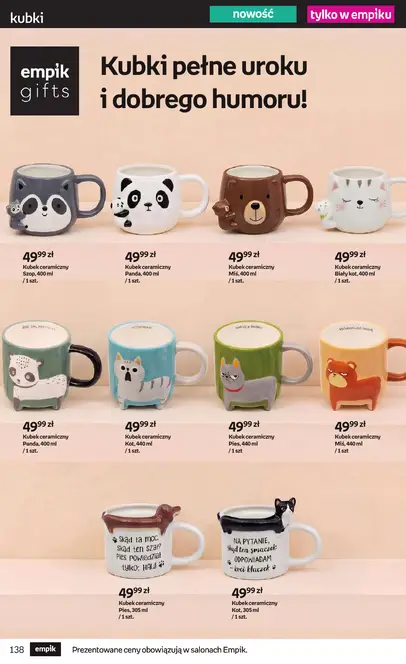 kubki
nowość
tylko w empiku
empik
gifts
Kubki pełne uroku
i dobrego humoru!
49,99 zł
Kubek ceramiczny
Szop, 400 ml
/ 1 szt.
49,99 zł
Kubek ceramiczny
Panda, 400 ml
/ 1 szt.
49,99 zł
Kubek ceramiczny
Miś, 400 ml
/ 1 szt.
49,99 zł
Kubek ceramiczny
Biały kot, 400 ml
/ 1 szt.
49,99 zł
Kubek ceramiczny
Panda, 400 ml
/ 1 szt.
49,99 zł
Kubek ceramiczny
Kot, 440 ml
/ 1 szt.
49,99 zł
Kubek ceramiczny
Pies, 440 ml
/ 1 szt.
49,99 zł
Kubek ceramiczny
Miś, 440 ml
/ 1 szt.
SKĄD TA MOC,
SKĄD TEN SZAR?
PIES POWIEDZIAŁ
TYLKO: HAU!
NA PYTANIE,
skąd ten smaczek
ODPOWIADAM
- koci kłaczek
49,99 zł
Kubek ceramiczny
Pies, 305 ml
/ 1 szt.
49,99 zł
Kubek ceramiczny
Kot, 305 ml
/ 1 szt.
138
empik
Prezentowane ceny obowiązują w salonach Empik.